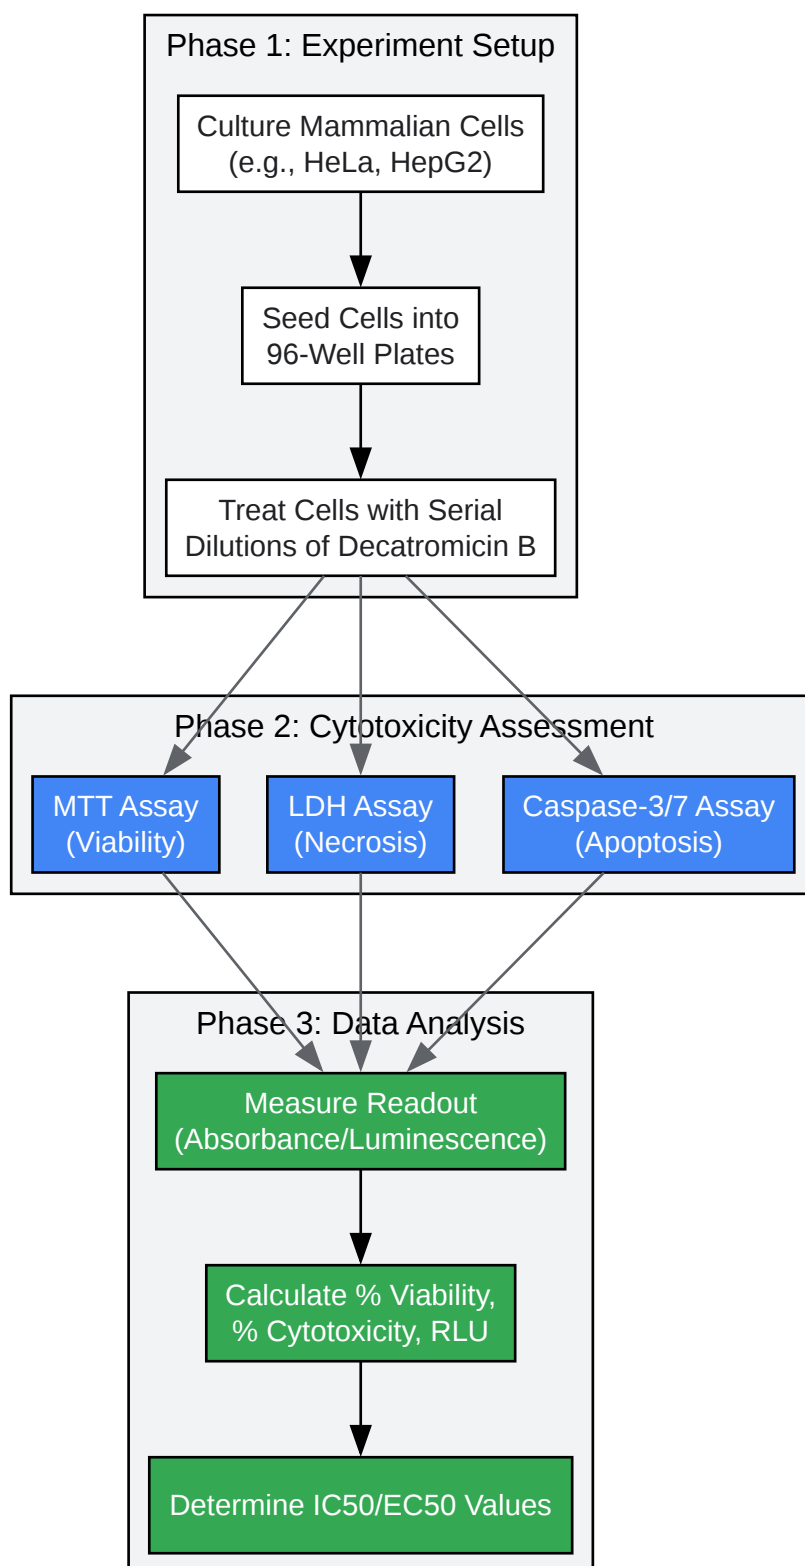 Phase 1: Experiment Setup
Culture Mammalian Cells
(e.g., HeLa, HepG2)
Seed Cells into
96-Well Plates
Treat Cells with Serial
Dilutions of Decatromicin B
Phase 2: Cytotoxicity Assessment
MTT Assay
(Viability)
LDH Assay
(Necrosis)
Caspase-3/7 Assay
(Apoptosis)
Phase 3: Data Analysis
Measure Readout
(Absorbance/Luminescence)
Calculate % Viability,
% Cytotoxicity, RLU
Determine IC50/EC50 Values